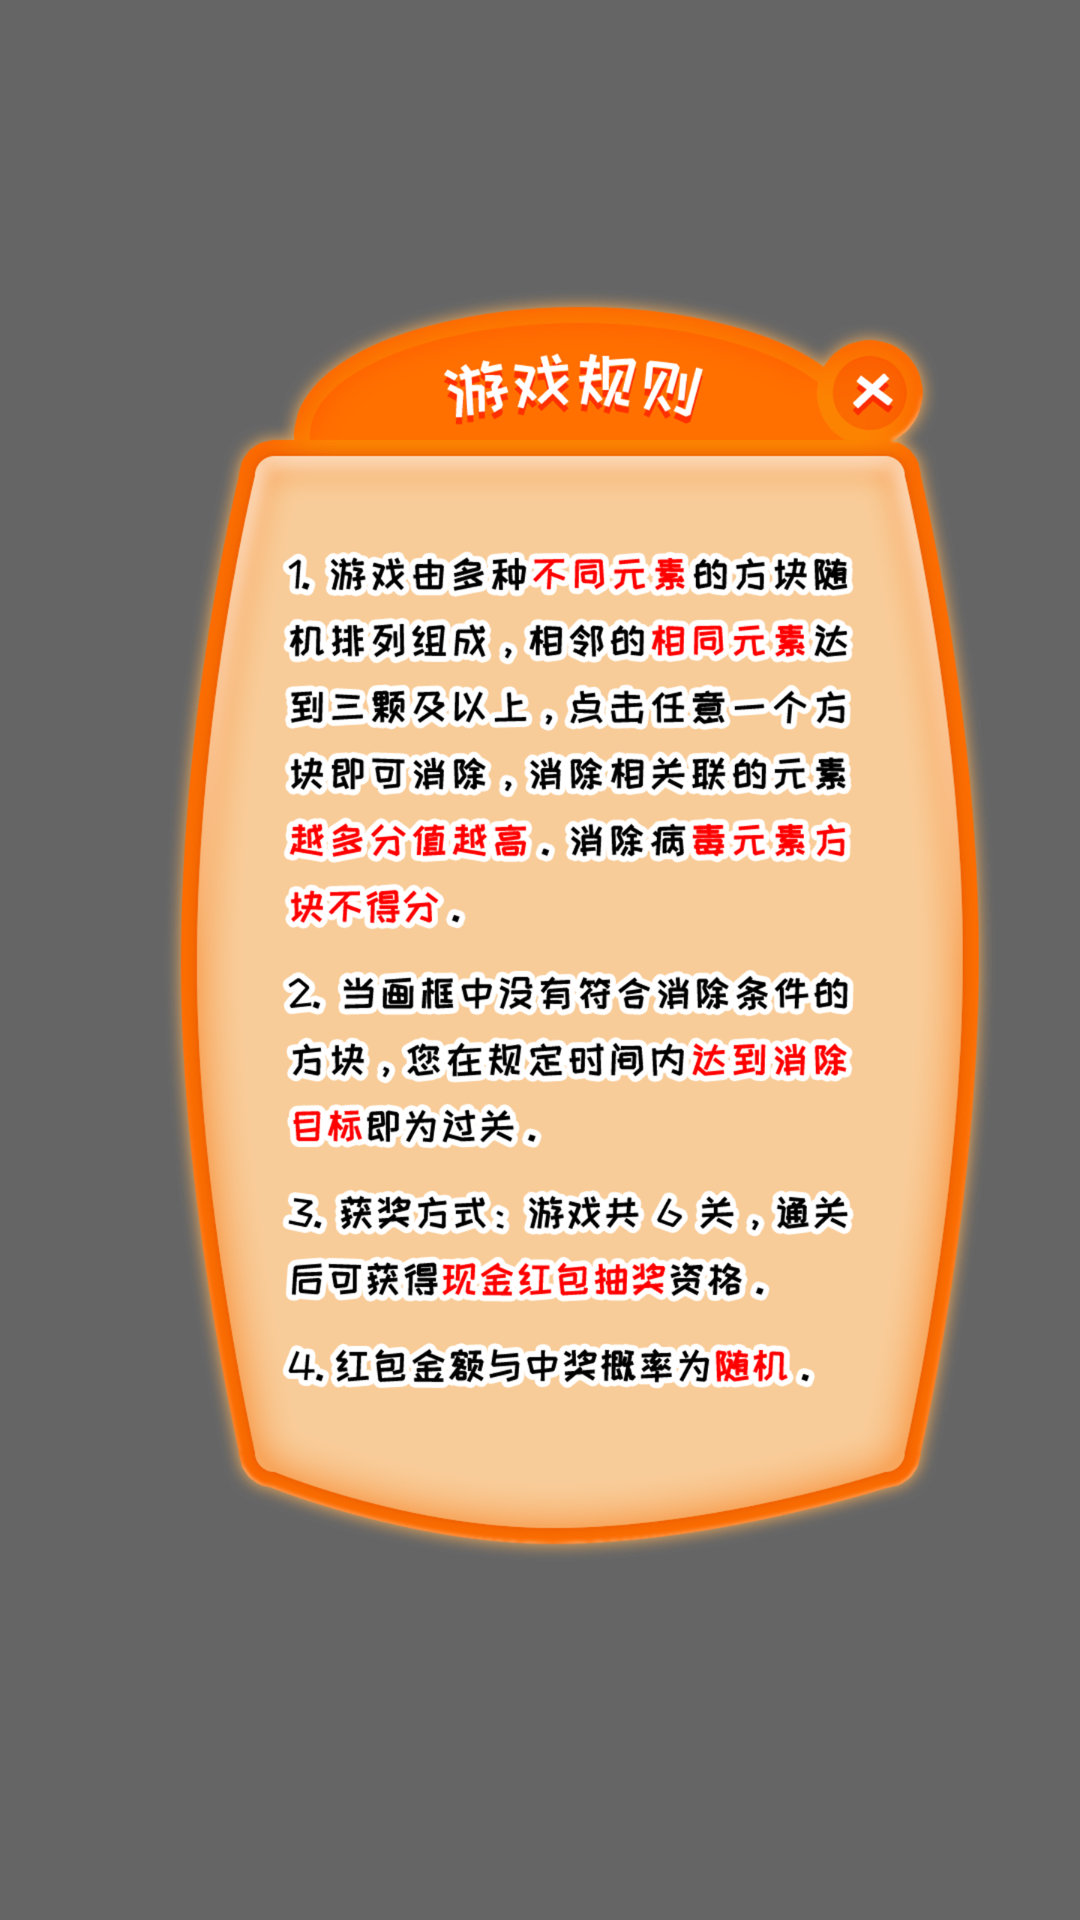 游戏规则
1. 游戏由多种不同元素的方块随
机排列组成，相邻的相同元素达
到三颗及以上，点击任意一个方
块即可消除，消除相关联的元素
越多分值越高. 消除病毒元素方
块不得分.
2. 当画框中没有符合消除条件的
方块，您在规定时间内达到消除
目标即为过关.
3. 获奖方式：游戏共 6 关，通关
后可获得现金红包抽奖资格.
4. 红包金额与中奖概率为随机.